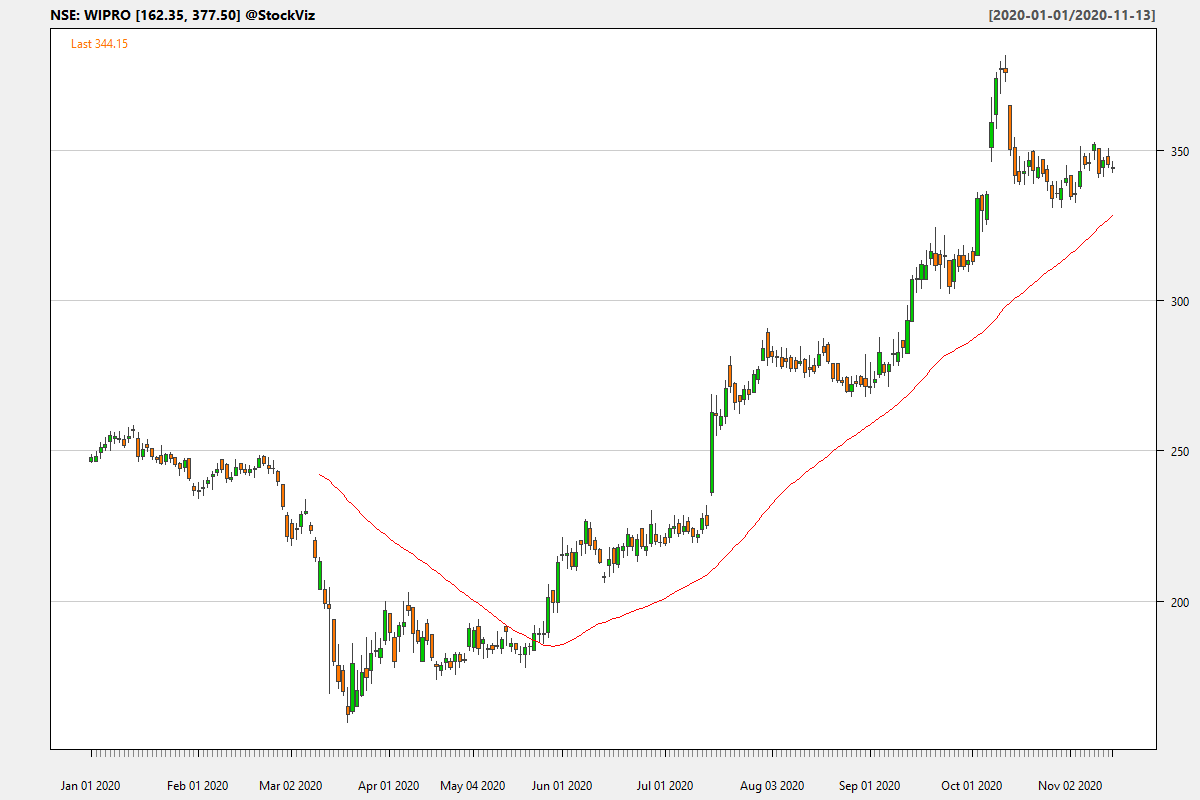 NSE: WIPRO [162.35, 377.50] @StockViz
[2020-01-01/2020-11-13]
Last 344.15
350
300
250
200
Jan 01 2020
Feb 01 2020
Mar 02 2020
Apr 01 2020
May 04 2020
Jun 01 2020
Jul 01 2020
Aug 03 2020
Sep 01 2020
Oct 01 2020
Nov 02 2020